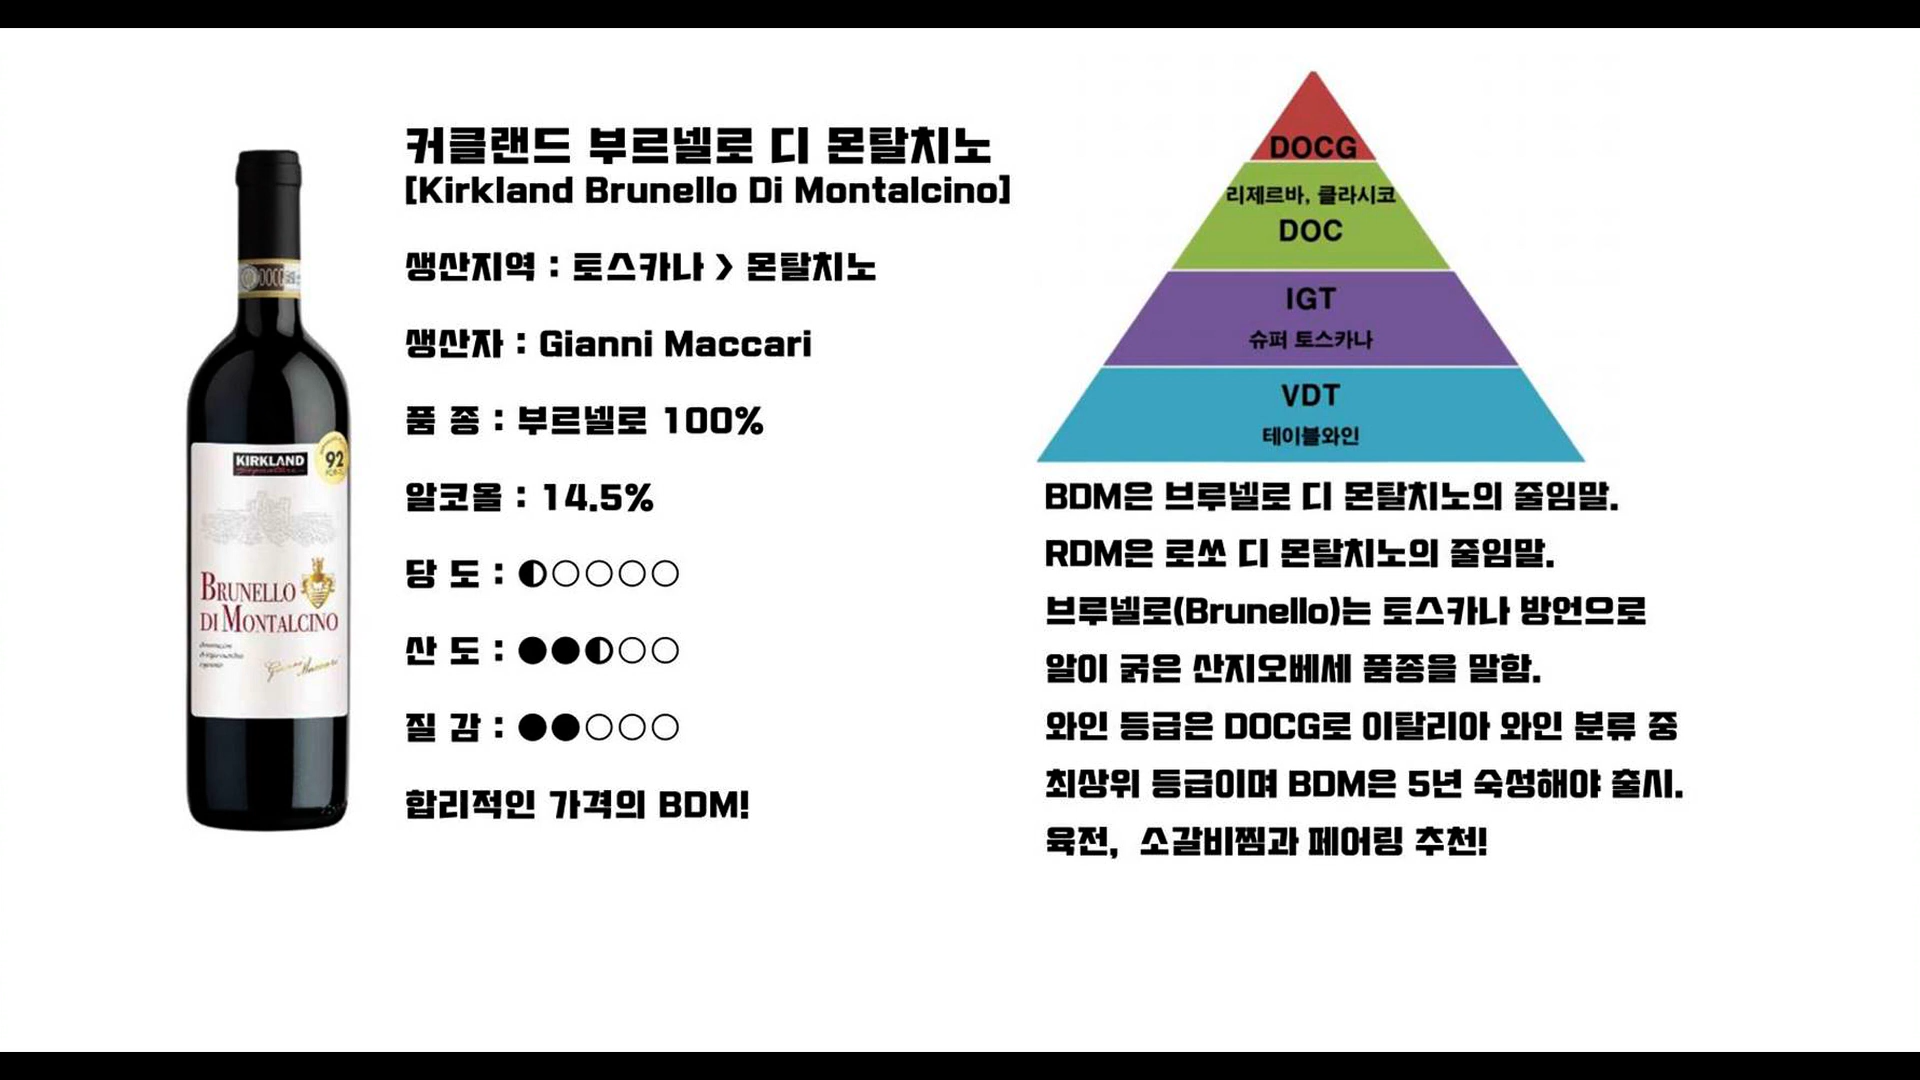 커클랜드 부르넬로 디 몬탈치노
[Kirkland Brunello Di Montalcino]
생산지역 : 토스카나 > 몬탈치노
생산자 : Gianni Maccari
품 종 : 부르넬로 100%
알코올 : 14.5%
당 도 : ◐○○○○
산 도 : ●●◐○○
질 감 : ●●○○○
합리적인 가격의 BDM!
KIRKLAND
Signature
92
BRUNELLO
DI MONTALCINO
DOCG
리제르바, 클라시코
DOC
IGT
슈퍼 토스카나
VDT
테이블와인
BDM은 브루넬로 디 몬탈치노의 줄임말.
RDM은 로쏘 디 몬탈치노의 줄임말.
브루넬로(Brunello)는 토스카나 방언으로
알이 굵은 산지오베세 품종을 말함.
와인 등급은 DOCG로 이탈리아 와인 분류 중
최상위 등급이며 BDM은 5년 숙성해야 출시.
육전, 소갈비찜과 페어링 추천!